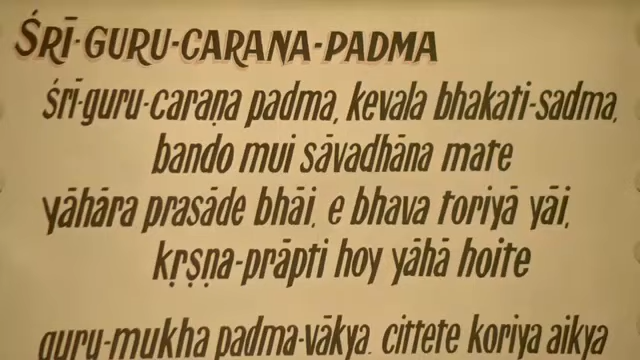 ŚRĪ-GURU-CARAṆA-PADMA
śrī-guru-caraṇa padma, kevala bhakati-sadma,
bando mui sāvadhāna mate
yāhāra prasāde bhāi, e bhava toriyā yāi,
kṛṣṇa-prāpti hoy yāhā hoite
guru-mukha padma-vākya, cittete koriya aikya